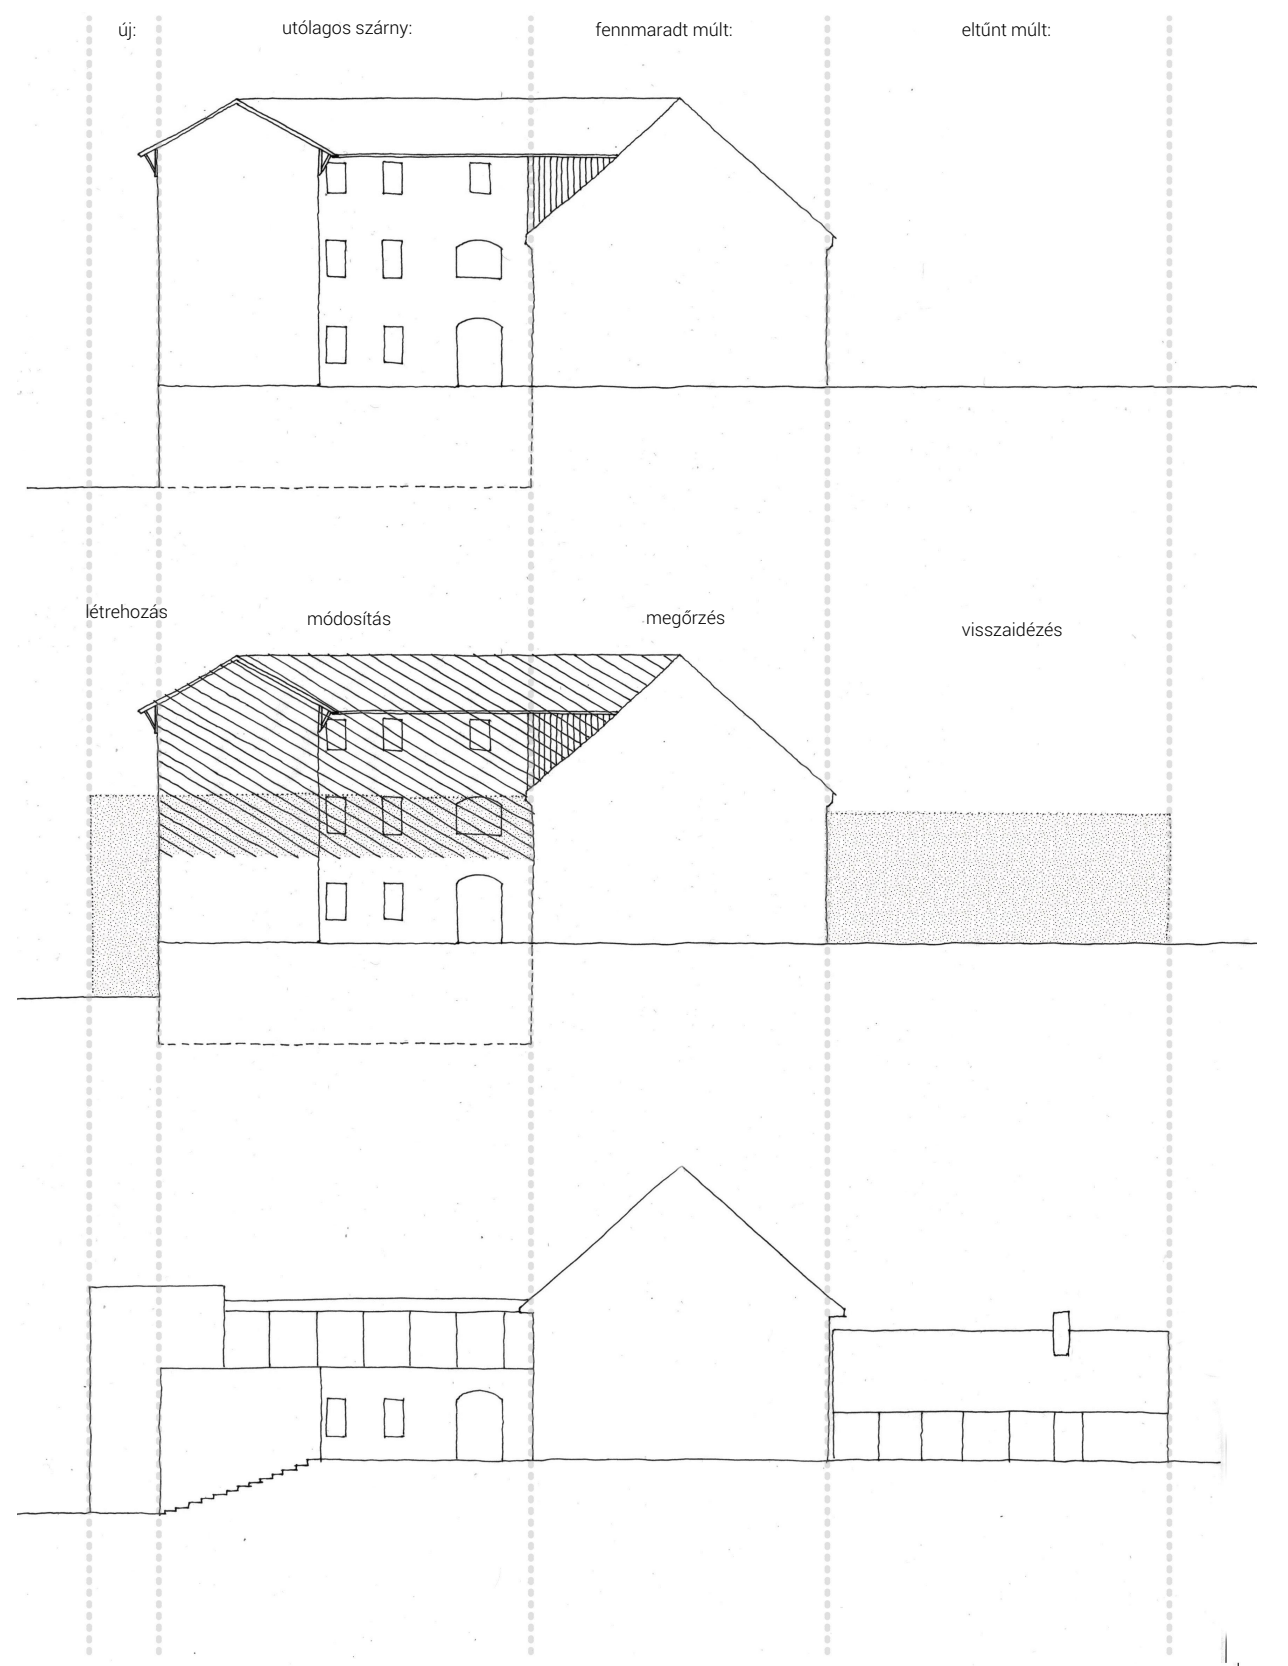 új:
utólagos szárny:
fennmaradt múlt:
eltűnt múlt:
létrehozás
módosítás
megőrzés
visszaidézés